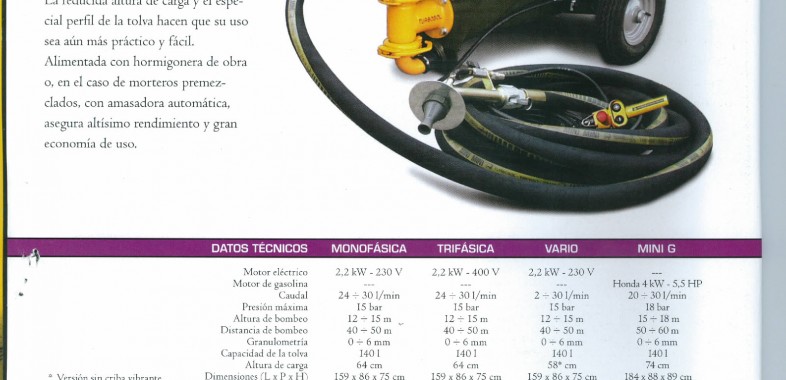 La reducida altura de carga y el espe-
cial perfil de la tolva hacen que su uso
sea aún más práctico y fácil.
Alimentada con hormigonera de obra
o, en el caso de morteros premez-
clados, con amasadora automática,
asegura altísimo rendimiento y gran
economía de uso.
DATOS TÉCNICOS MONOFÁSICA TRIFÁSICA VARIO MINI G
Motor eléctrico 2,2 kW - 230 V 2,2 kW - 400 V 2,2 kW - 230 V ---
Motor de gasolina --- --- --- Honda 4 kW - 5,5 HP
Caudal 24 ÷ 30 l/min 24 ÷ 30 l/min 2 ÷ 30 l/min 20 ÷ 30 l/min
Presión máxima 15 bar 15 bar 15 bar 18 bar
Altura de bombeo 12 ÷ 15 m 12 ÷ 15 m 12 ÷ 15 m 15 ÷ 18 m
Distancia de bombeo 40 ÷ 50 m 40 ÷ 50 m 40 ÷ 50 m 50 ÷ 60 m
Granulometría 0 ÷ 6 mm 0 ÷ 6 mm 0 ÷ 6 mm 0 ÷ 6 mm
Capacidad de la tolva 140 l 140 l 140 l 140 l
Altura de carga 64 cm 64 cm 58* cm 74 cm
Dimensiones (L x P x H) 159 x 86 x 75 cm 159 x 86 x 75 cm 159 x 86 x 75 cm 184 x 88 x 89 cm
* Versión sin criba vibrante